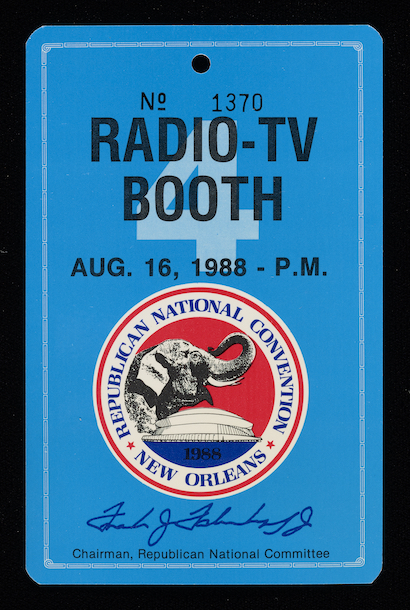 Nº 1370
4
RADIO-TV
BOOTH
AUG. 16, 1988 - P.M.
★ REPUBLICAN NATIONAL CONVENTION ★
1988
NEW ORLEANS
Chairman, Republican National Committee